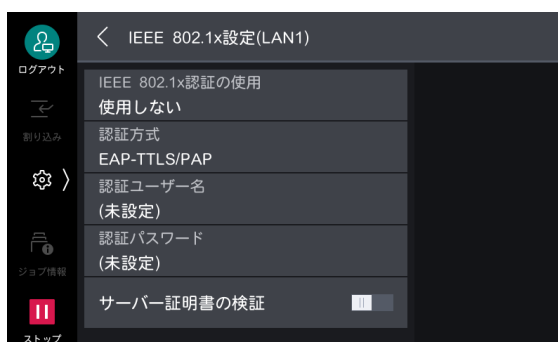 IEEE 802.1x設定(LAN1)
ログアウト
割り込み
ジョブ情報
ストップ
IEEE 802.1x認証の使用
使用しない
認証方式
EAP-TTLS/PAP
認証ユーザー名
(未設定)
認証パスワード
(未設定)
サーバー証明書の検証